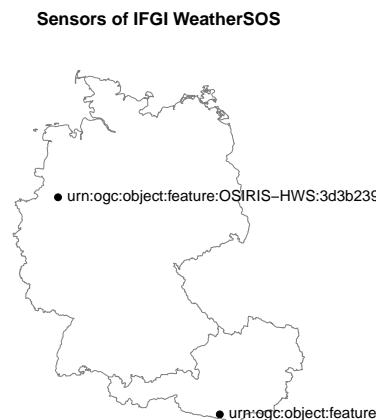 Sensors of IFGI WeatherSOS
urn:ogc:object:feature:OSIRIS−HWS:3d3b239
urn:ogc:object:feature